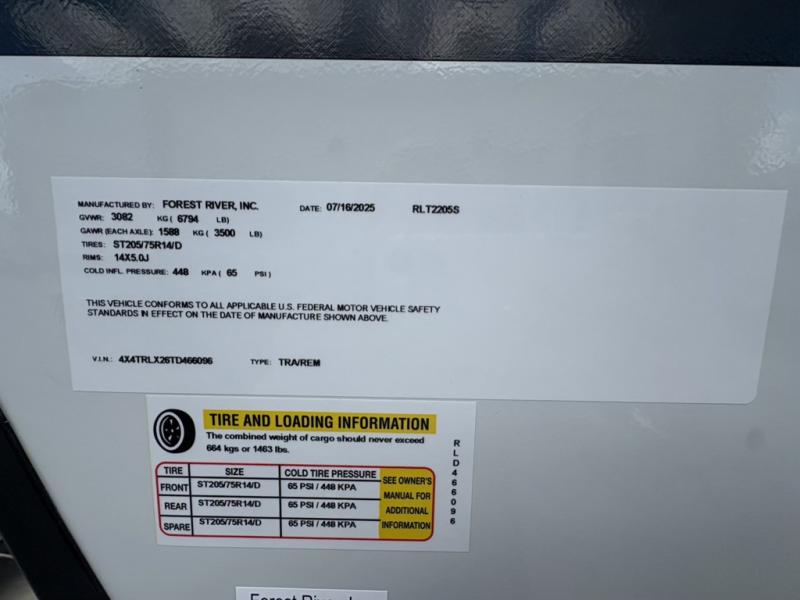 MANUFACTURED BY: FOREST RIVER, INC. DATE: 07/16/2025 RLT2205S
GVWR: 3082 KG ( 6794 LB)
GAWR (EACH AXLE): 1588 KG ( 3500 LB)
TIRES: ST205/75R14/D
RIMS: 14X5.0J
COLD INFL. PRESSURE: 448 KPA ( 65 PSI )
THIS VEHICLE CONFORMS TO ALL APPLICABLE U.S. FEDERAL MOTOR VEHICLE SAFETY
STANDARDS IN EFFECT ON THE DATE OF MANUFACTURE SHOWN ABOVE.
V.I.N.: 4X4TRLX26TD466096 TYPE: TRA/REM
TIRE AND LOADING INFORMATION
The combined weight of cargo should never exceed
664 kgs or 1463 lbs.
TIRE SIZE COLD TIRE PRESSURE
FRONT ST205/75R14/D 65 PSI / 448 KPA
REAR ST205/75R14/D 65 PSI / 448 KPA
SPARE ST205/75R14/D 65 PSI / 448 KPA
SEE OWNER'S
MANUAL FOR
ADDITIONAL
INFORMATION
RLD466096
Forest River